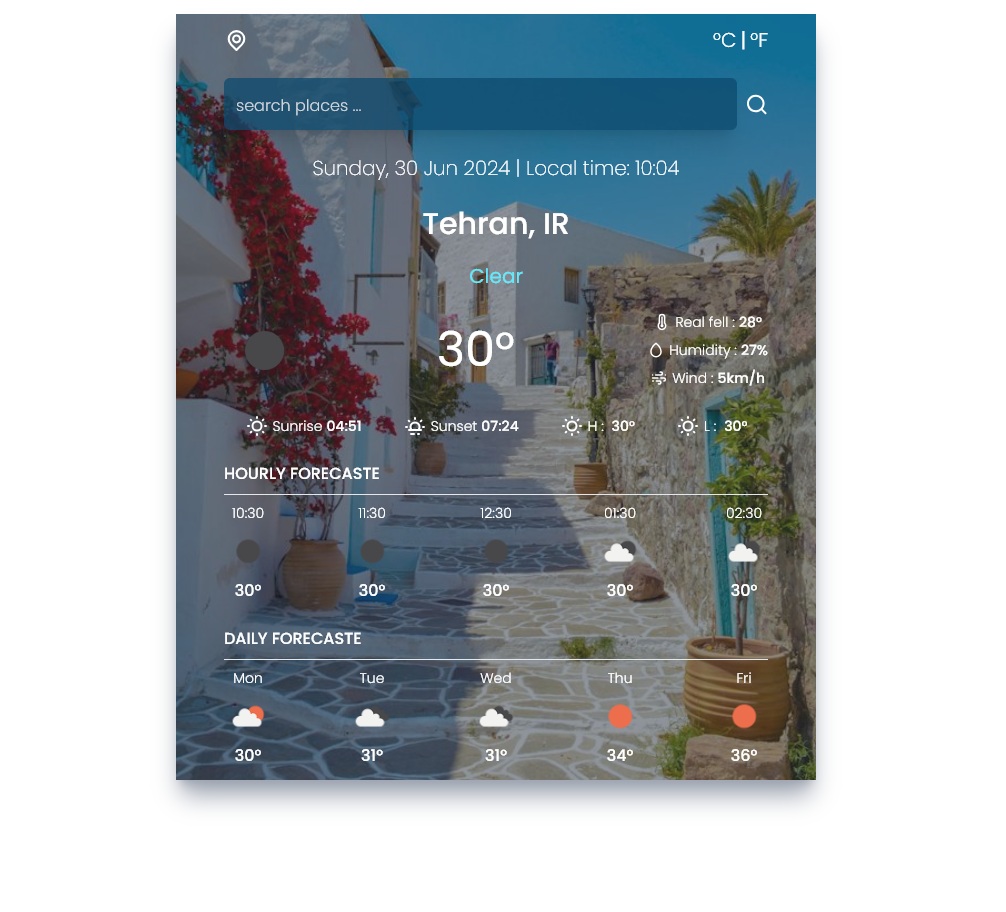 °C | °F
search places ...
Sunday, 30 Jun 2024 | Local time: 10:04
Tehran, IR
Clear
30°
Real fell : 28°
Humidity : 27%
Wind : 5km/h
Sunrise 04:51 Sunset 07:24 H : 30° L : 30°
HOURLY FORECASTE
10:30 11:30 12:30 01:30 02:30
30° 30° 30° 30° 30°
DAILY FORECASTE
Mon Tue Wed Thu Fri
30° 31° 31° 34° 36°